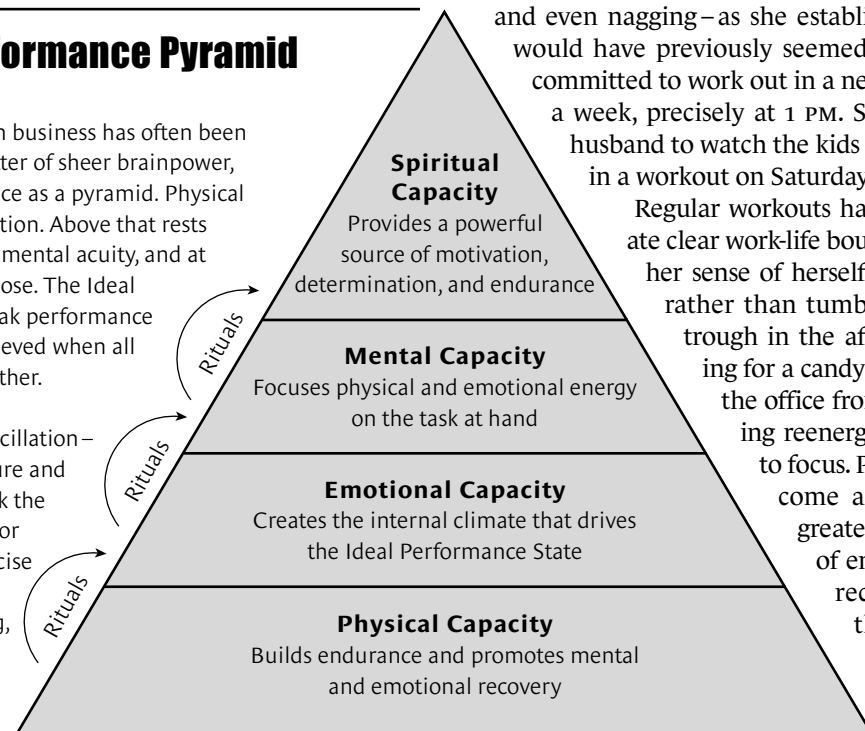 ormance Pyramid
n business has often been
ter of sheer brainpower,
ce as a pyramid. Physical
tion. Above that rests
mental acuity, and at
ose. The Ideal
ak performance
ieved when all
ther.
cillation –
ure and
k the
or
cise
g,
Spiritual
Capacity
Provides a powerful
source of motivation,
determination, and endurance
Rituals
Mental Capacity
Focuses physical and emotional energy
on the task at hand
Rituals
Emotional Capacity
Creates the internal climate that drives
the Ideal Performance State
Rituals
Physical Capacity
Builds endurance and promotes mental
and emotional recovery
and even nagging – as she establi
would have previously seemed
committed to work out in a ne
a week, precisely at 1 PM. S
husband to watch the kids
in a workout on Saturday
Regular workouts ha
ate clear work-life bou
her sense of herself
rather than tumb
trough in the af
ing for a candy
the office fro
ing reenerg
to focus. P
come a
greate
of en
rec
th